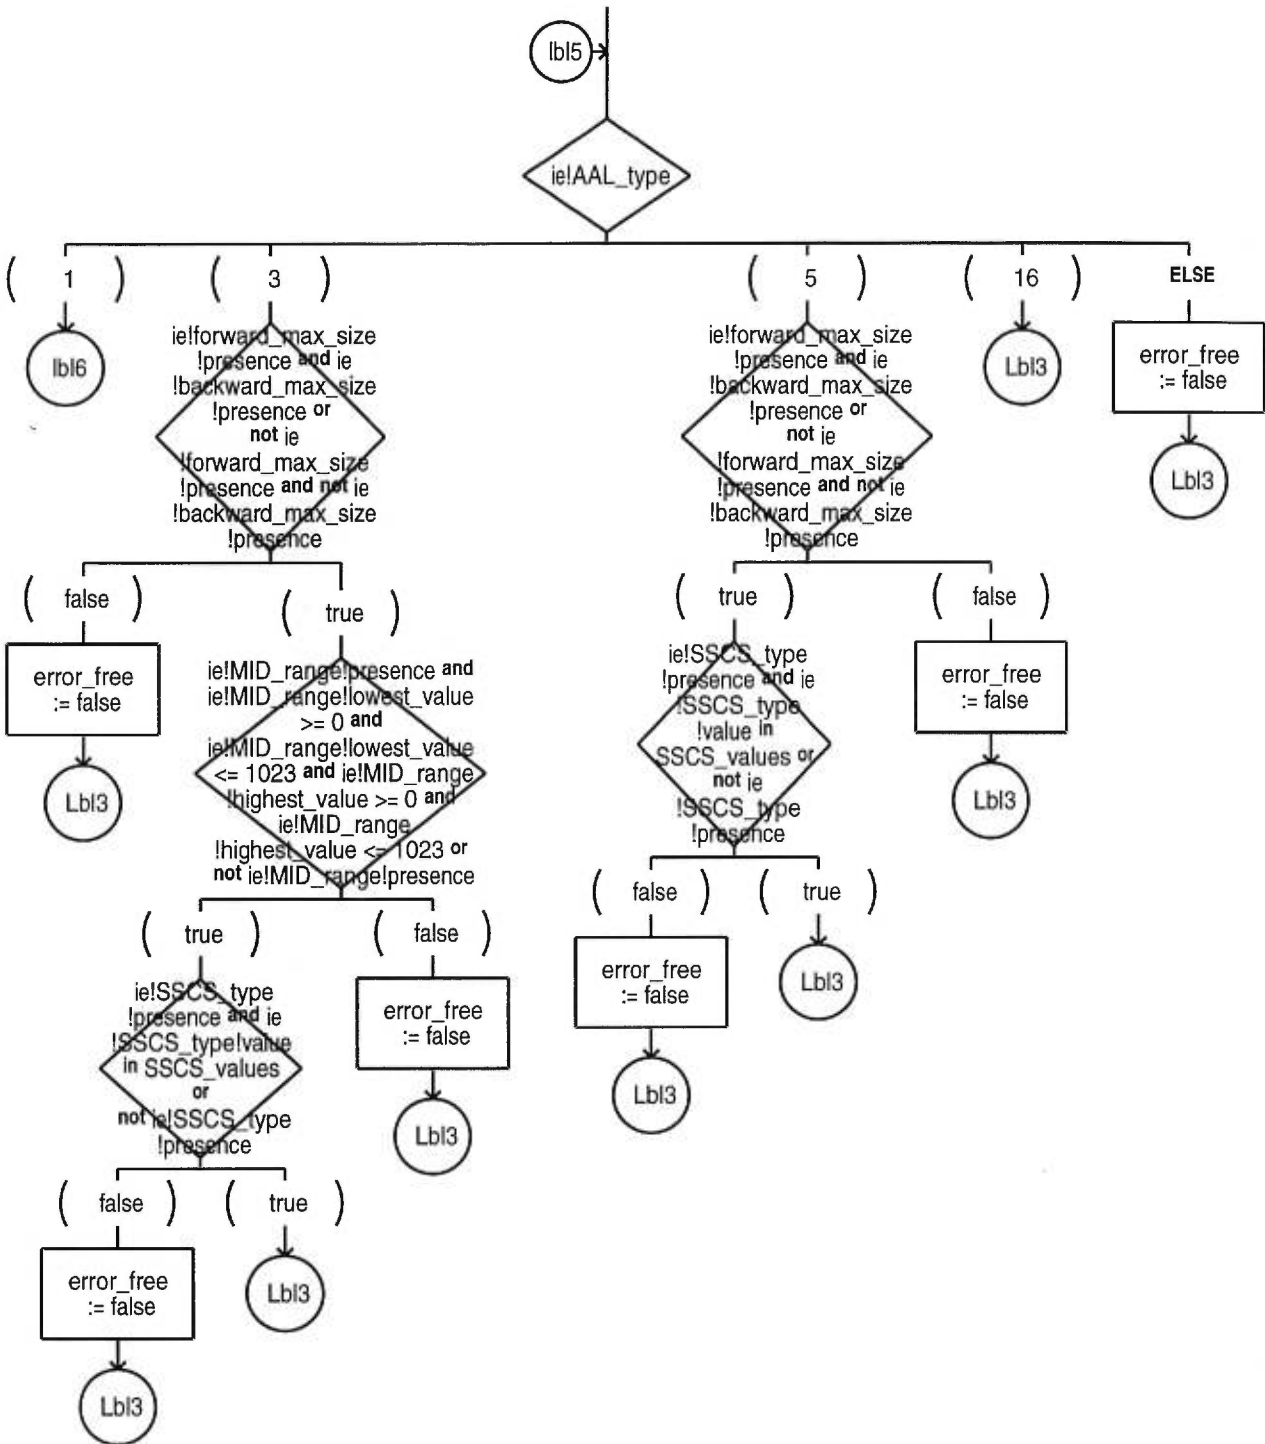 lbl5
ie!AAL_type
( 1 )
( 3 )
( 5 )
( 16 )
ELSE
lbl6
ie!forward_max_size
!presence and ie
!backward_max_size
!presence or
not ie
!forward_max_size
!presence and not ie
!backward_max_size
!presence
ie!forward_max_size
!presence and ie
!backward_max_size
!presence or
not ie
!forward_max_size
!presence and not ie
!backward_max_size
!presence
Lbl3
error_free
:= false
Lbl3
( false )
( true )
error_free
:= false
Lbl3
ie!MID_range!presence and
ie!MID_range!lowest_value
>= 0 and
ie!MID_range!lowest_value
<= 1023 and ie!MID_range
!highest_value >= 0 and
ie!MID_range
!highest_value <= 1023 or
not ie!MID_range!presence
( true )
( false )
ie!SSCS_type
!presence and ie
!SSCS_type
!value in
SSCS_values or
not ie
!SSCS_type
!presence
error_free
:= false
Lbl3
( false )
( true )
error_free
:= false
Lbl3
Lbl3
( true )
( false )
ie!SSCS_type
!presence and ie
!SSCS_type!value
in SSCS_values
or
not ie!SSCS_type
!presence
error_free
:= false
Lbl3
( false )
( true )
error_free
:= false
Lbl3
Lbl3